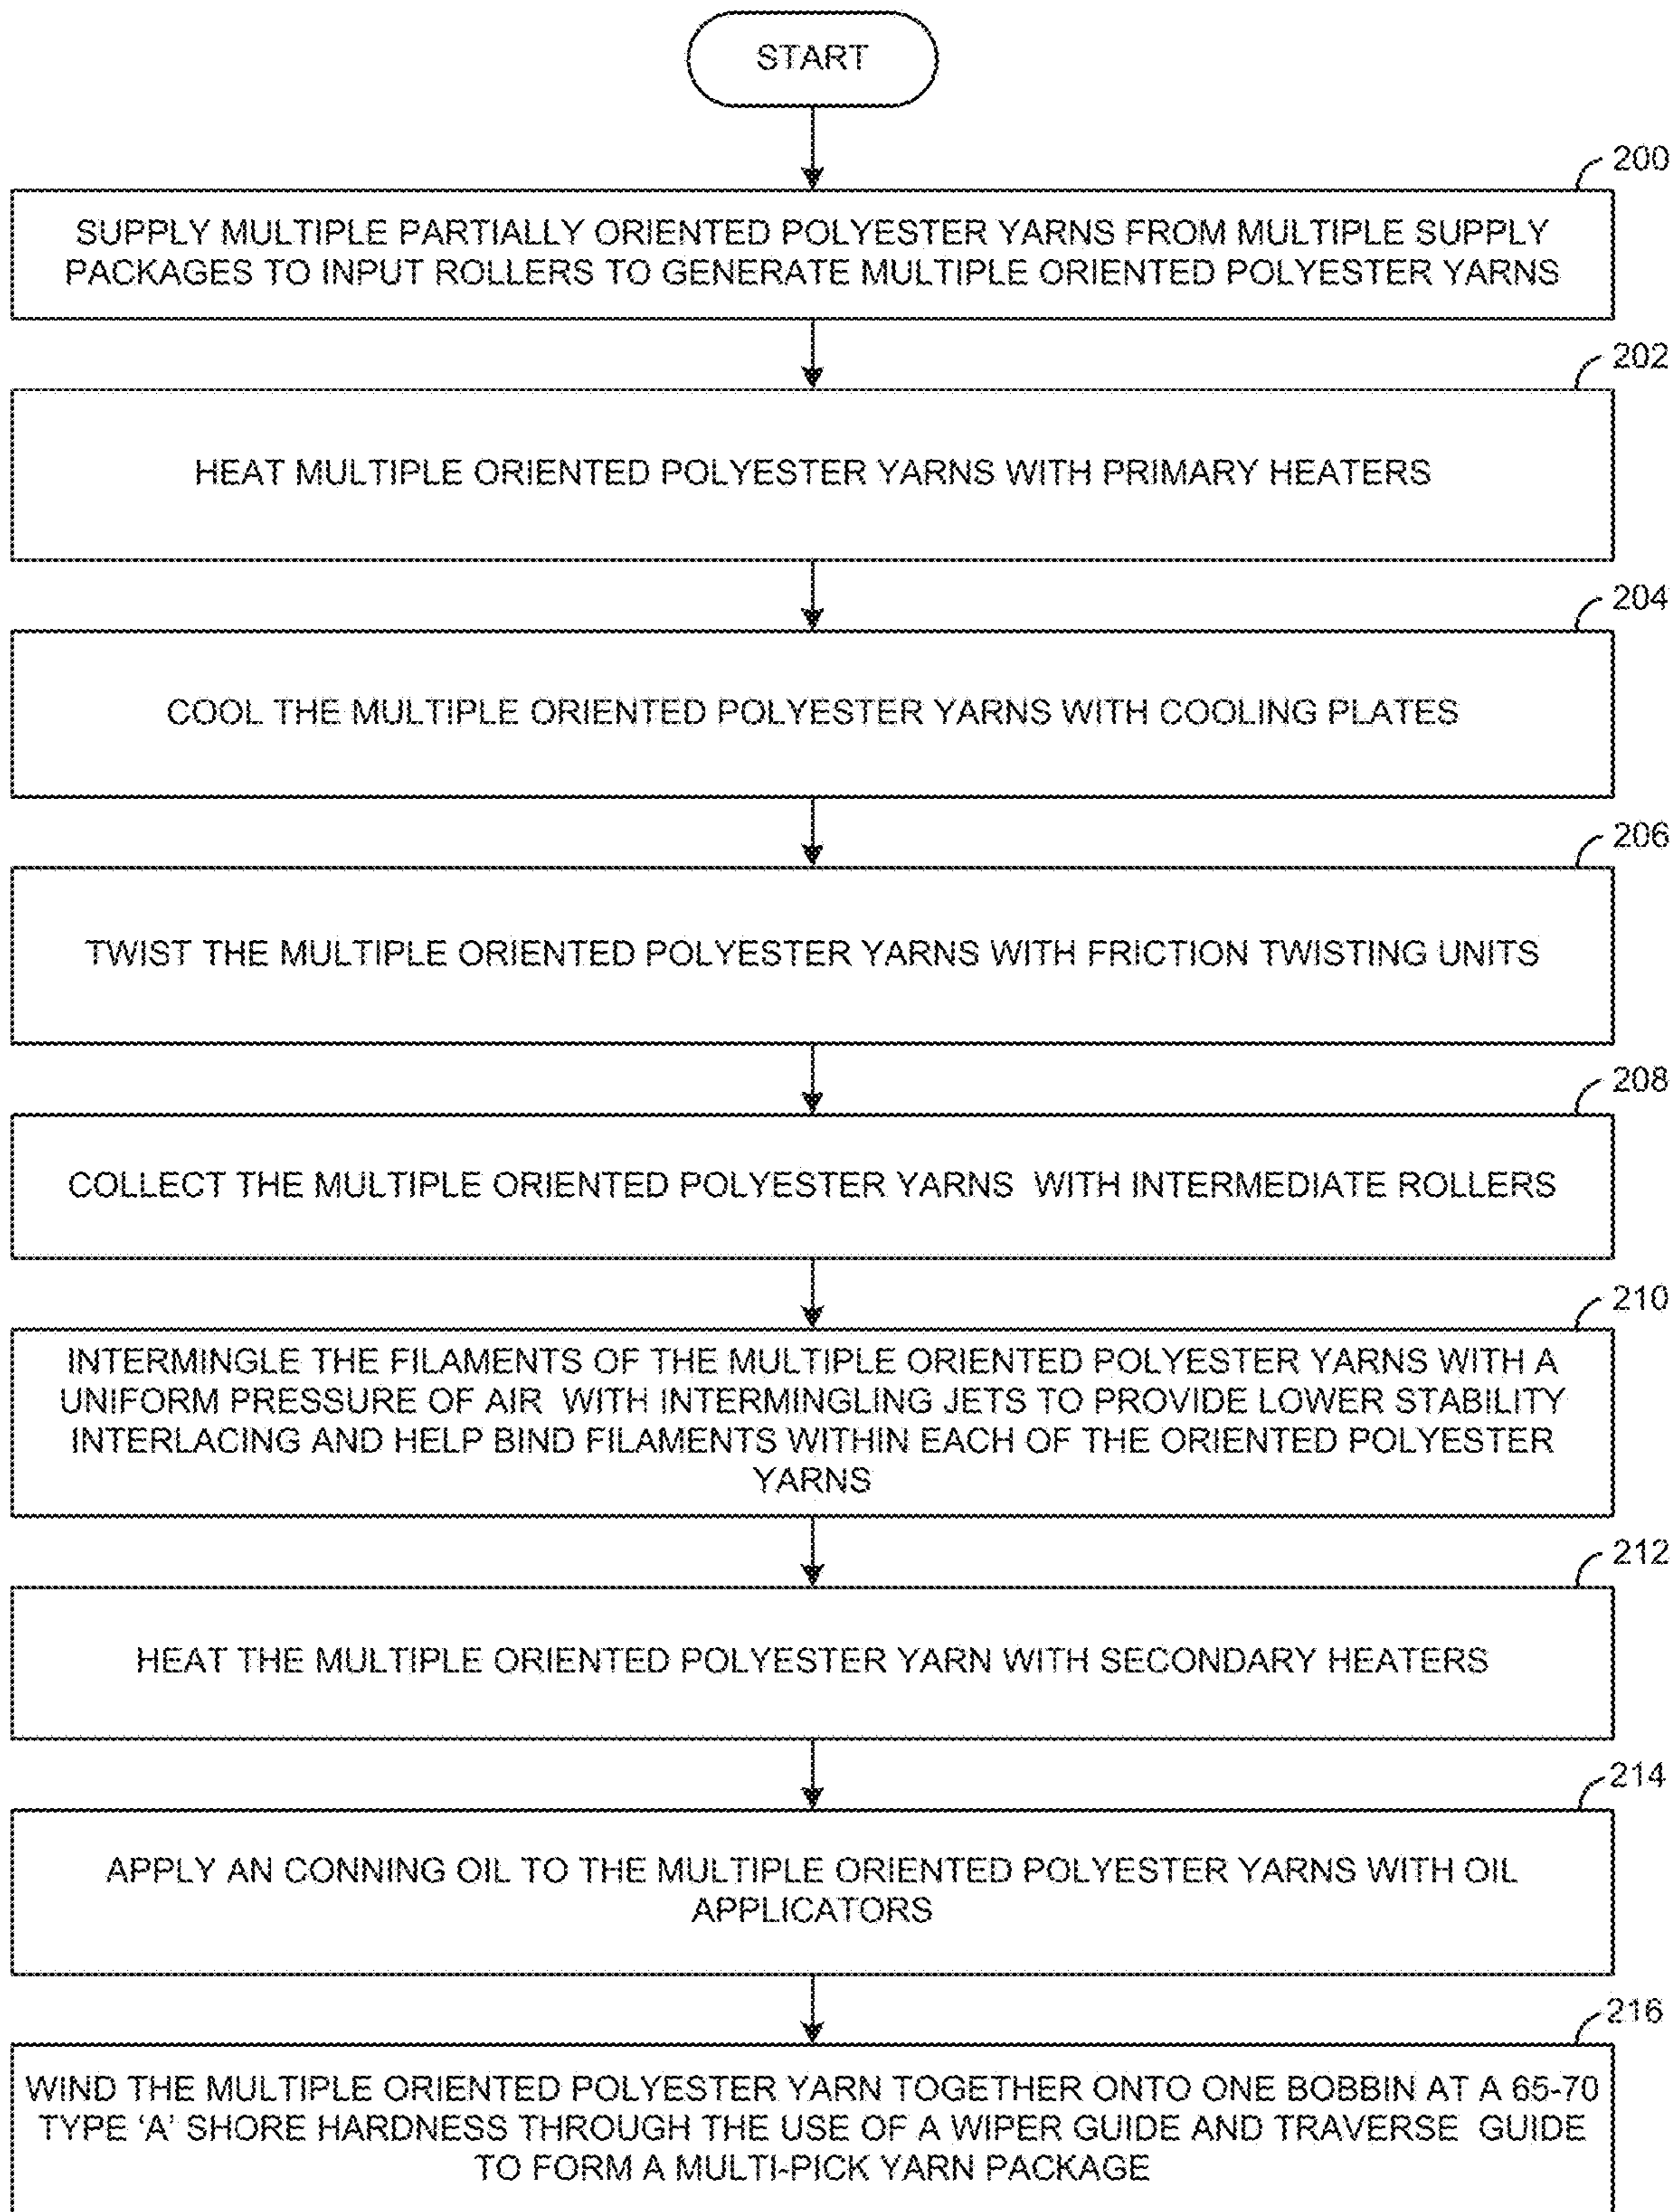 START
200
SUPPLY MULTIPLE PARTIALLY ORIENTED POLYESTER YARNS FROM MULTIPLE SUPPLY
PACKAGES TO INPUT ROLLERS TO GENERATE MULTIPLE ORIENTED POLYESTER YARNS
202
HEAT MULTIPLE ORIENTED POLYESTER YARNS WITH PRIMARY HEATERS
204
COOL THE MULTIPLE ORIENTED POLYESTER YARNS WITH COOLING PLATES
206
TWIST THE MULTIPLE ORIENTED POLYESTER YARNS WITH FRICTION TWISTING UNITS
208
COLLECT THE MULTIPLE ORIENTED POLYESTER YARNS WITH INTERMEDIATE ROLLERS
210
INTERMINGLE THE FILAMENTS OF THE MULTIPLE ORIENTED POLYESTER YARNS WITH A
UNIFORM PRESSURE OF AIR WITH INTERMINGLING JETS TO PROVIDE LOWER STABILITY
INTERLACING AND HELP BIND FILAMENTS WITHIN EACH OF THE ORIENTED POLYESTER
YARNS
212
HEAT THE MULTIPLE ORIENTED POLYESTER YARN WITH SECONDARY HEATERS
214
APPLY AN CONNING OIL TO THE MULTIPLE ORIENTED POLYESTER YARNS WITH OIL
APPLICATORS
216
WIND THE MULTIPLE ORIENTED POLYESTER YARN TOGETHER ONTO ONE BOBBIN AT A 65-70
TYPE ‘A’ SHORE HARDNESS THROUGH THE USE OF A WIPER GUIDE AND TRAVERSE GUIDE
TO FORM A MULTI-PICK YARN PACKAGE